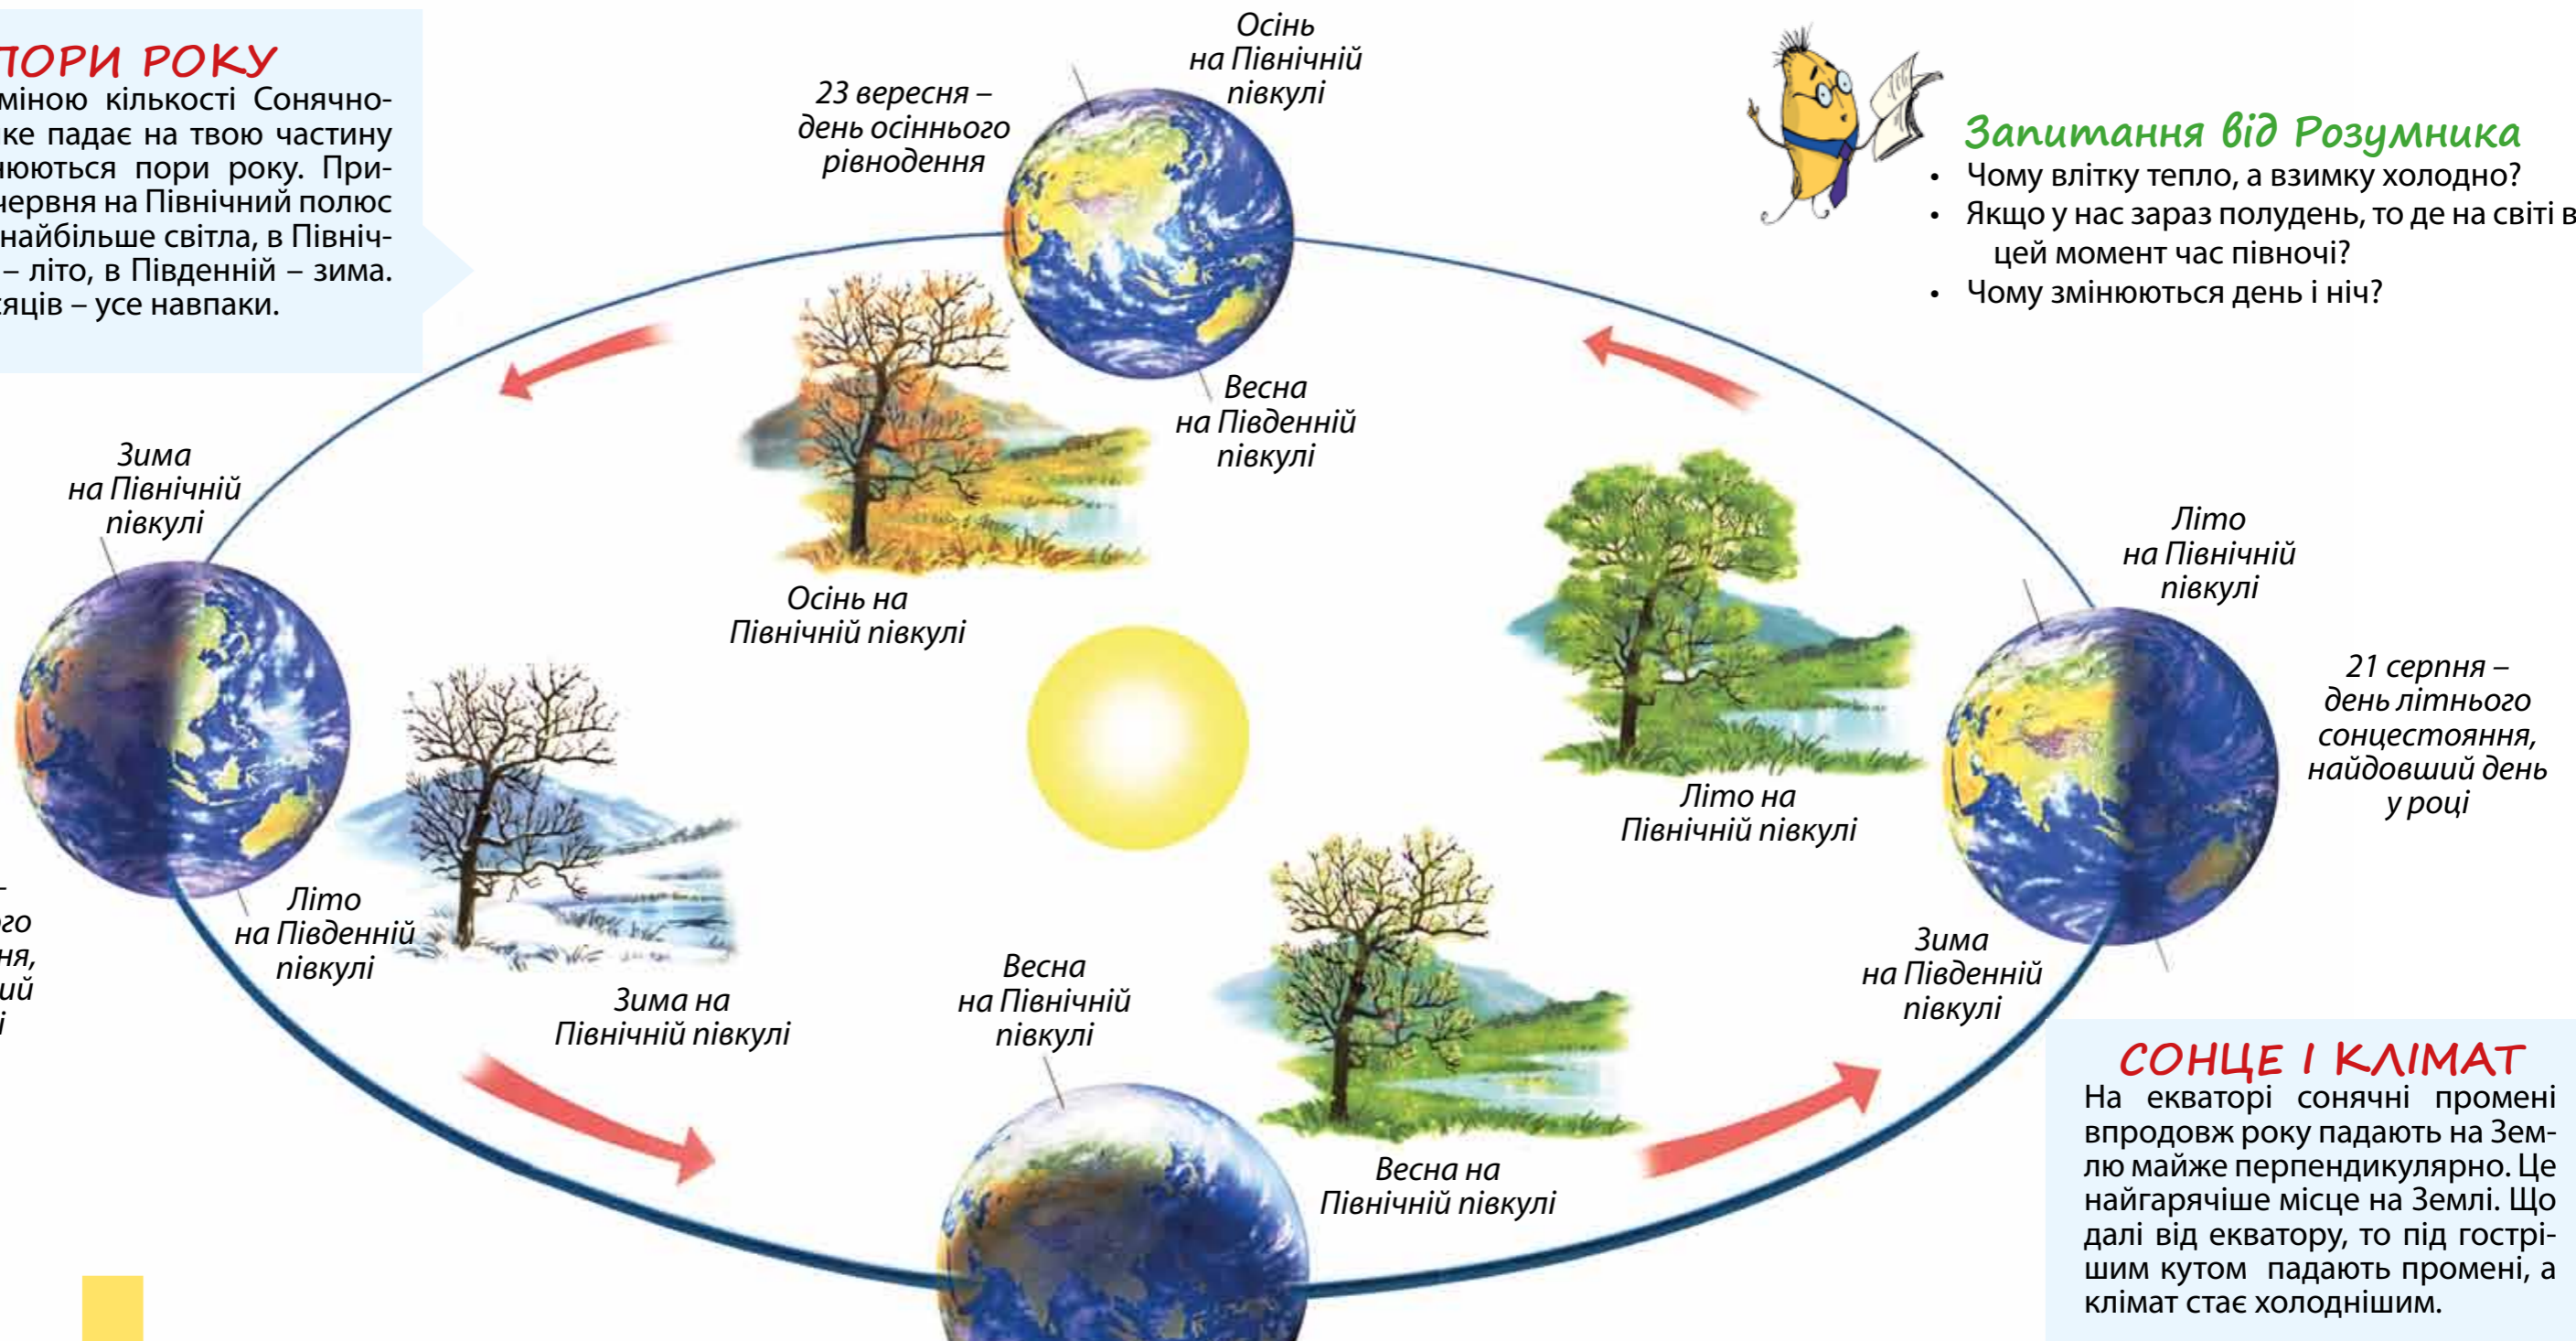 ПОРИ РОКУ
міною кількості Сонячно-
ке падає на твою частину
нюються пори року. При-
червня на Північний полюс
найбільше світла, в Північ-
– літо, в Південній – зима.
сяців – усе навпаки.
Осінь
на Північній
півкулі
23 вересня –
день осіннього
рівнодення
Запитання від Розумника
• Чому влітку тепло, а взимку холодно?
• Якщо у нас зараз полудень, то де на світі в
цей момент час півночі?
• Чому змінюються день і ніч?
Весна
на Південній
півкулі
Зима
на Північній
півкулі
Осінь на
Північній півкулі
Літо
на Північній
півкулі
21 серпня –
день літнього
сонцестояння,
найдовший день
у році
Літо на
Північній півкулі
–
ого
ня,
ий
і
Літо
на Південній
півкулі
Зима на
Північній півкулі
Весна
на Північній
півкулі
Весна на
Північній півкулі
Зима
на Південній
півкулі
СОНЦЕ І КЛІМАТ
На екваторі сонячні промені
впродовж року падають на Зем-
лю майже перпендикулярно. Це
найгарячіше місце на Землі. Що
далі від екватору, то під гострі-
шим кутом падають промені, а
клімат стає холоднішим.